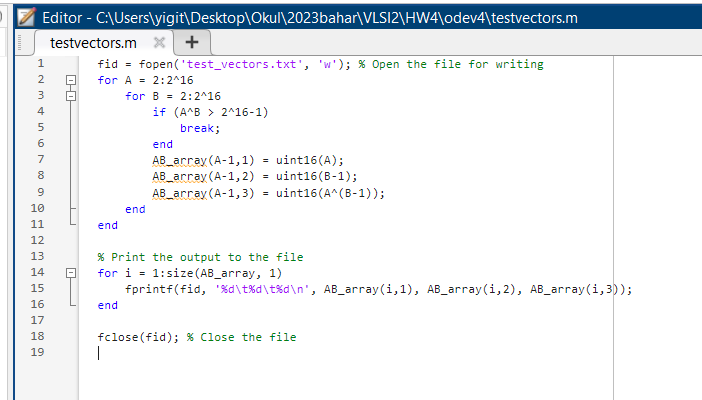 Editor - C:\Users\yigit\Desktop\Okul\2023bahar\VLSI2\HW4\odev4\testvectors.m
testvectors.m
1 fid = fopen('test_vectors.txt', 'w'); % Open the file for writing
2 for A = 2:2^16
3 for B = 2:2^16
4 if (A^B > 2^16-1)
5 break;
6 end
7 AB_array(A-1,1) = uint16(A);
8 AB_array(A-1,2) = uint16(B-1);
9 AB_array(A-1,3) = uint16(A^(B-1));
10 end
11 end
12
13 % Print the output to the file
14 for i = 1:size(AB_array, 1)
15 fprintf(fid, '%d\t%d\t%d\n', AB_array(i,1), AB_array(i,2), AB_array(i,3));
16 end
17
18 fclose(fid); % Close the file
19